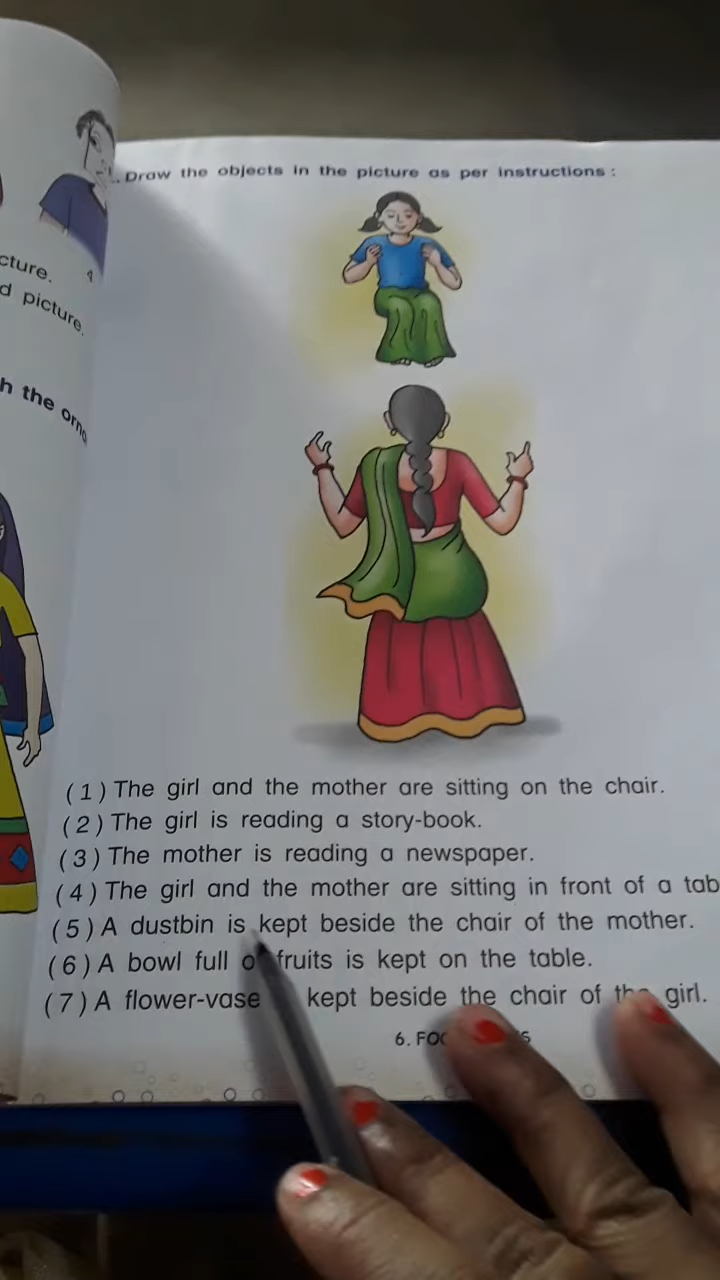 cture.
d picture.
h the orna
Draw the objects in the picture as per instructions :
(1) The girl and the mother are sitting on the chair.
(2) The girl is reading a story-book.
(3) The mother is reading a newspaper.
(4) The girl and the mother are sitting in front of a tab
(5) A dustbin is kept beside the chair of the mother.
(6) A bowl full of fruits is kept on the table.
(7) A flower-vase kept beside the chair of the girl.
6. FO